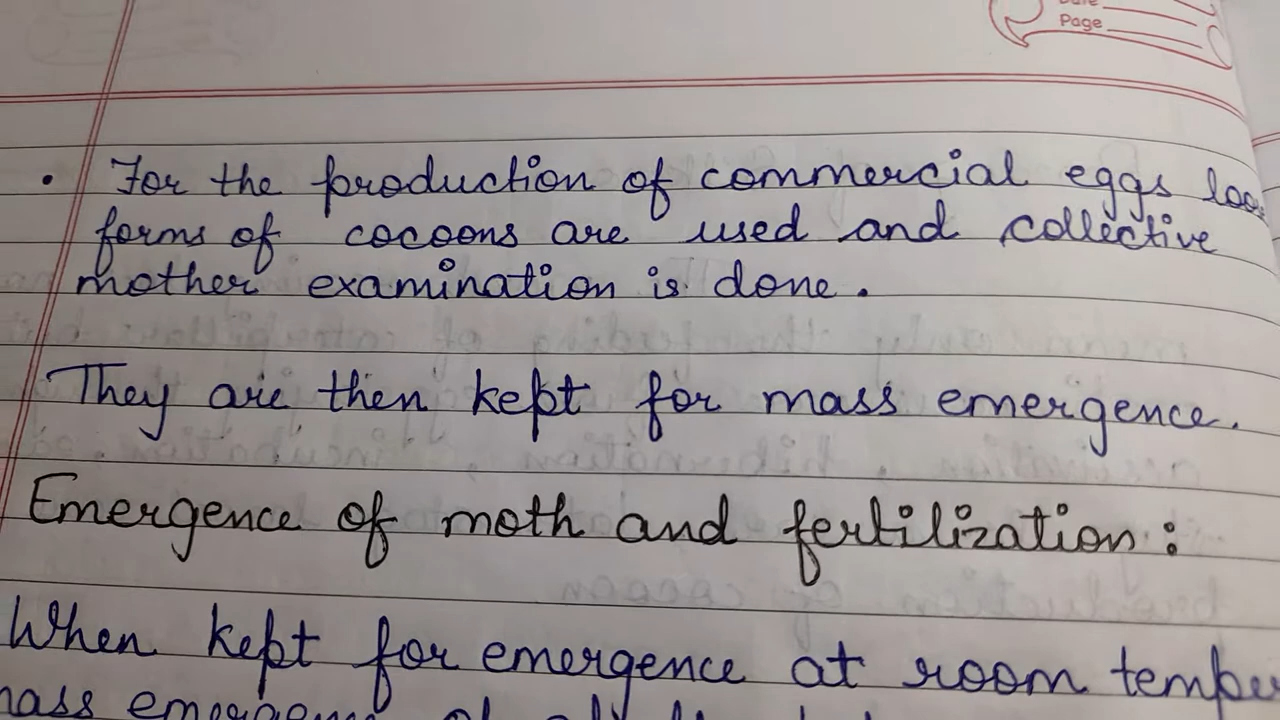 Page
• For the production of commercial eggs
forms of cocoons are used and collective
mother examination is done.
They are then kept for mass emergence.
Emergence of moth and fertilization:
When kept for emergence at room